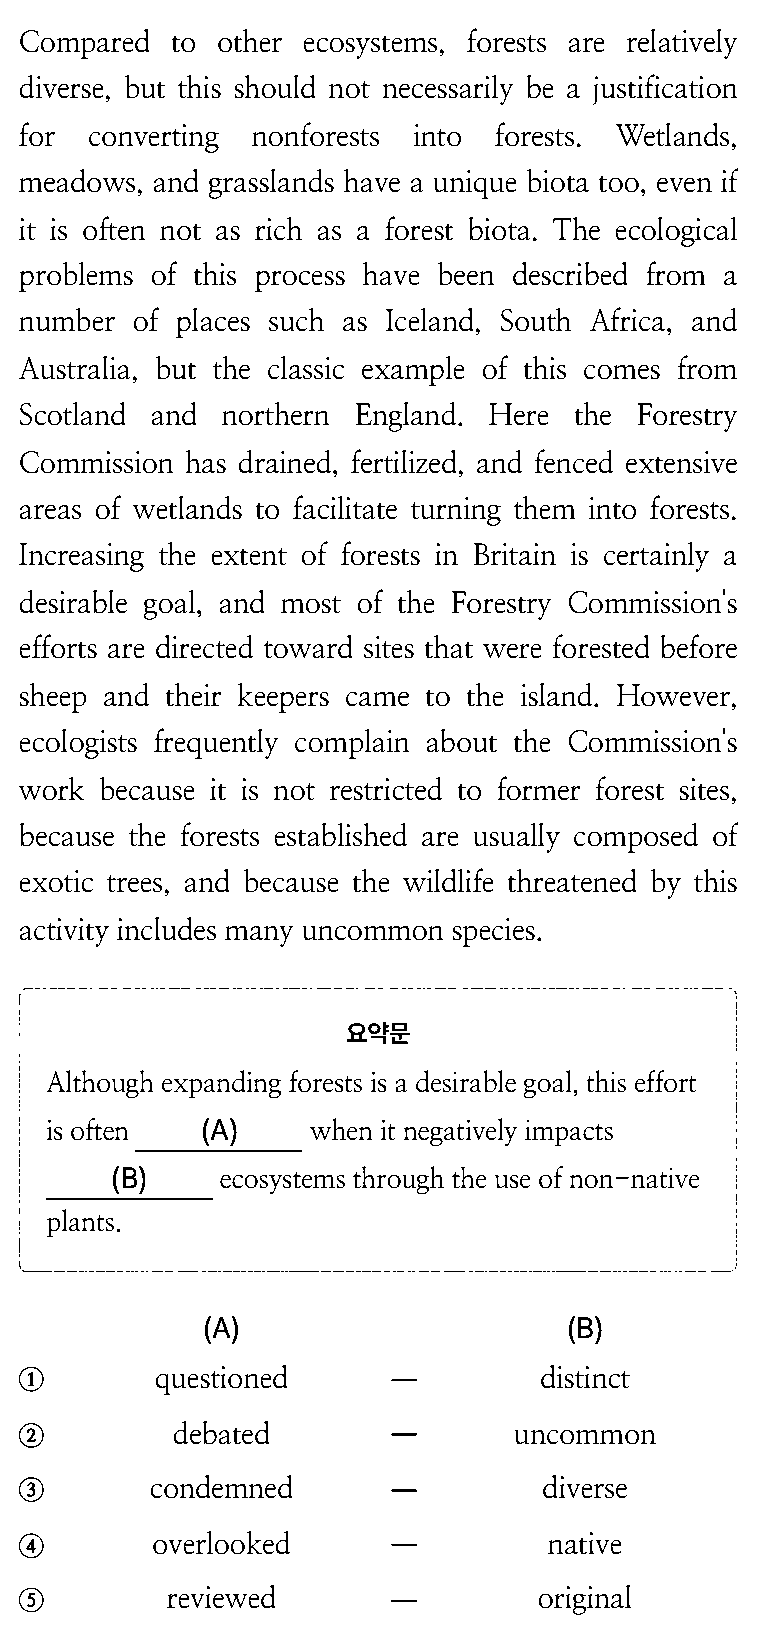 Compared to other ecosystems, forests are relatively
diverse, but this should not necessarily be a justification
for converting nonforests into forests. Wetlands,
meadows, and grasslands have a unique biota too, even if
it is often not as rich as a forest biota. The ecological
problems of this process have been described from a
number of places such as Iceland, South Africa, and
Australia, but the classic example of this comes from
Scotland and northern England. Here the Forestry
Commission has drained, fertilized, and fenced extensive
areas of wetlands to facilitate turning them into forests.
Increasing the extent of forests in Britain is certainly a
desirable goal, and most of the Forestry Commission's
efforts are directed toward sites that were forested before
sheep and their keepers came to the island. However,
ecologists frequently complain about the Commission's
work because it is not restricted to former forest sites,
because the forests established are usually composed of
exotic trees, and because the wildlife threatened by this
activity includes many uncommon species.
요약문
Although expanding forests is a desirable goal, this effort
is often (A) when it negatively impacts
(B) ecosystems through the use of non-native
plants.
(A) (B)
① questioned — distinct
② debated — uncommon
③ condemned — diverse
④ overlooked — native
⑤ reviewed — original